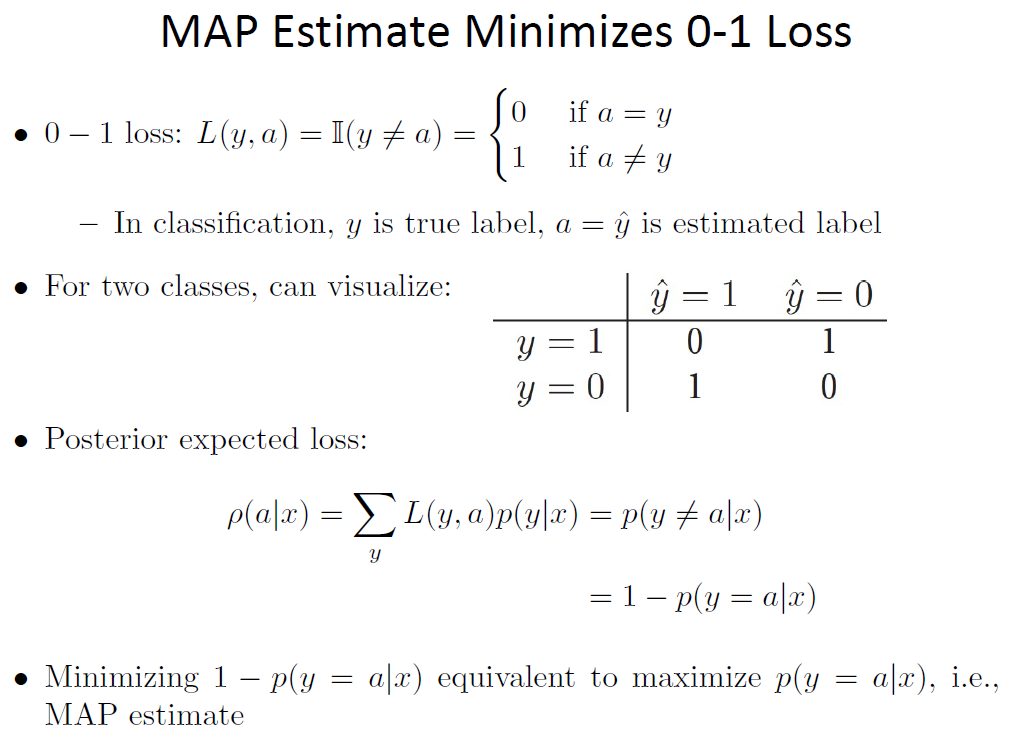 MAP Estimate Minimizes 0-1 Loss
• 0 − 1 loss: L(y, a) = 𝕀(y ≠ a) = { 0 if a = y
1 if a ≠ y
– In classification, y is true label, a = ŷ is estimated label
• For two classes, can visualize:
ŷ = 1 ŷ = 0
y = 1 0 1
y = 0 1 0
• Posterior expected loss:
ρ(a|x) = ∑ L(y, a)p(y|x) = p(y ≠ a|x)
y
= 1 − p(y = a|x)
• Minimizing 1 − p(y = a|x) equivalent to maximize p(y = a|x), i.e.,
MAP estimate